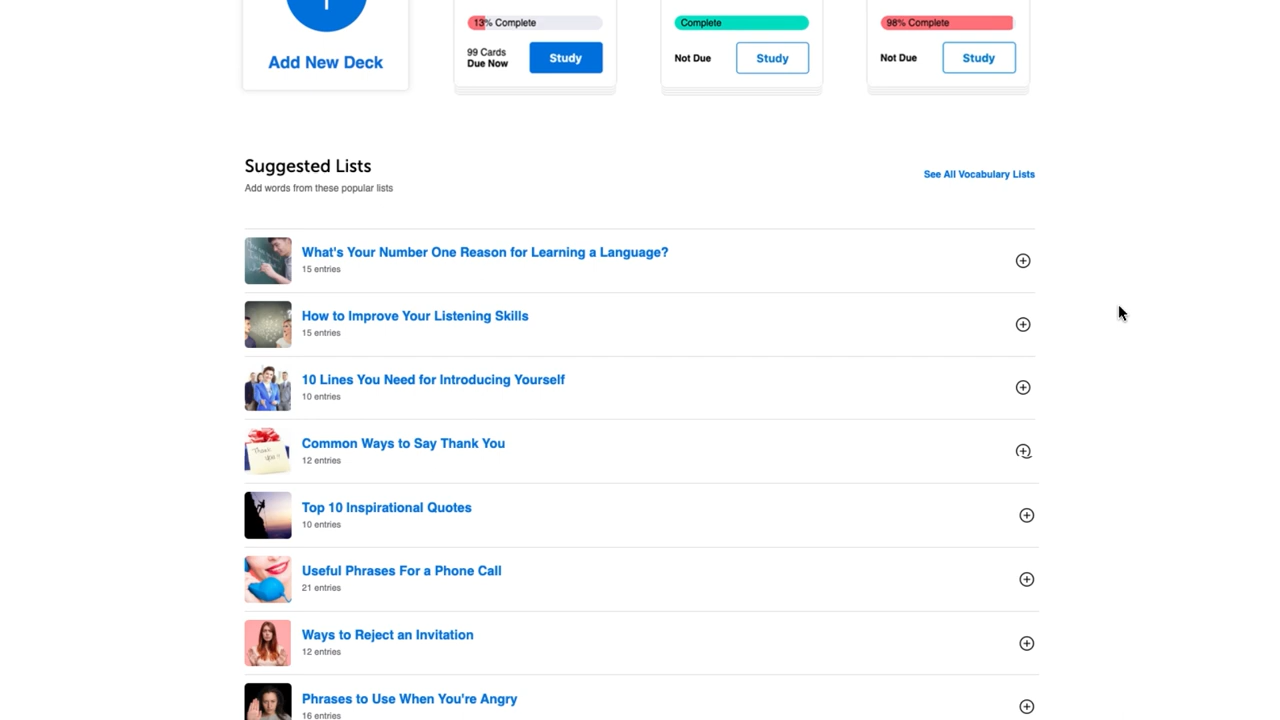 13% Complete
Complete
98% Complete
Add New Deck
99 Cards
Due Now
Study
Not Due
Study
Not Due
Study
Suggested Lists
Add words from these popular lists
See All Vocabulary Lists
What's Your Number One Reason for Learning a Language?
15 entries
How to Improve Your Listening Skills
15 entries
10 Lines You Need for Introducing Yourself
10 entries
Common Ways to Say Thank You
12 entries
Top 10 Inspirational Quotes
10 entries
Useful Phrases For a Phone Call
21 entries
Ways to Reject an Invitation
12 entries
Phrases to Use When You're Angry
16 entries